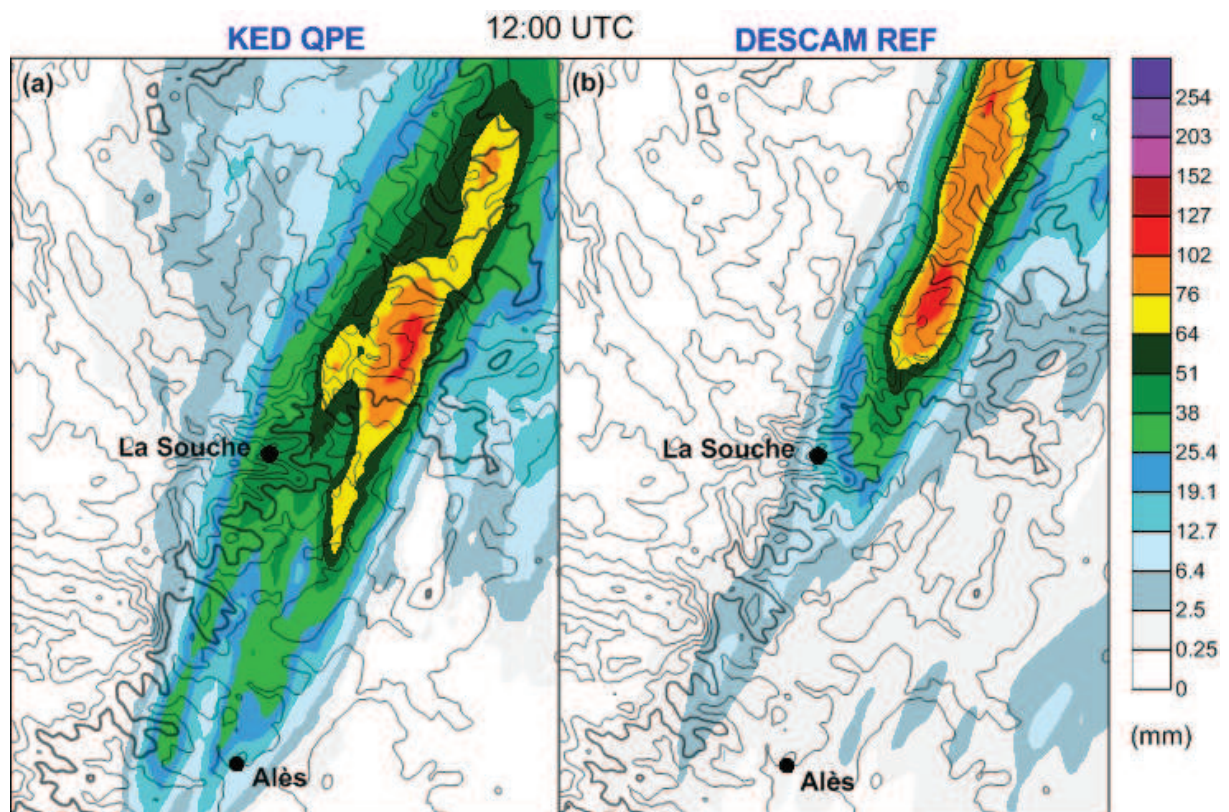 KED QPE 12:00 UTC DESCAM REF
(a)
(b)
La Souche
Alès
La Souche
Alès
254
203
152
127
102
76
64
51
38
25.4
19.1
12.7
6.4
2.5
0.25
0
(mm)